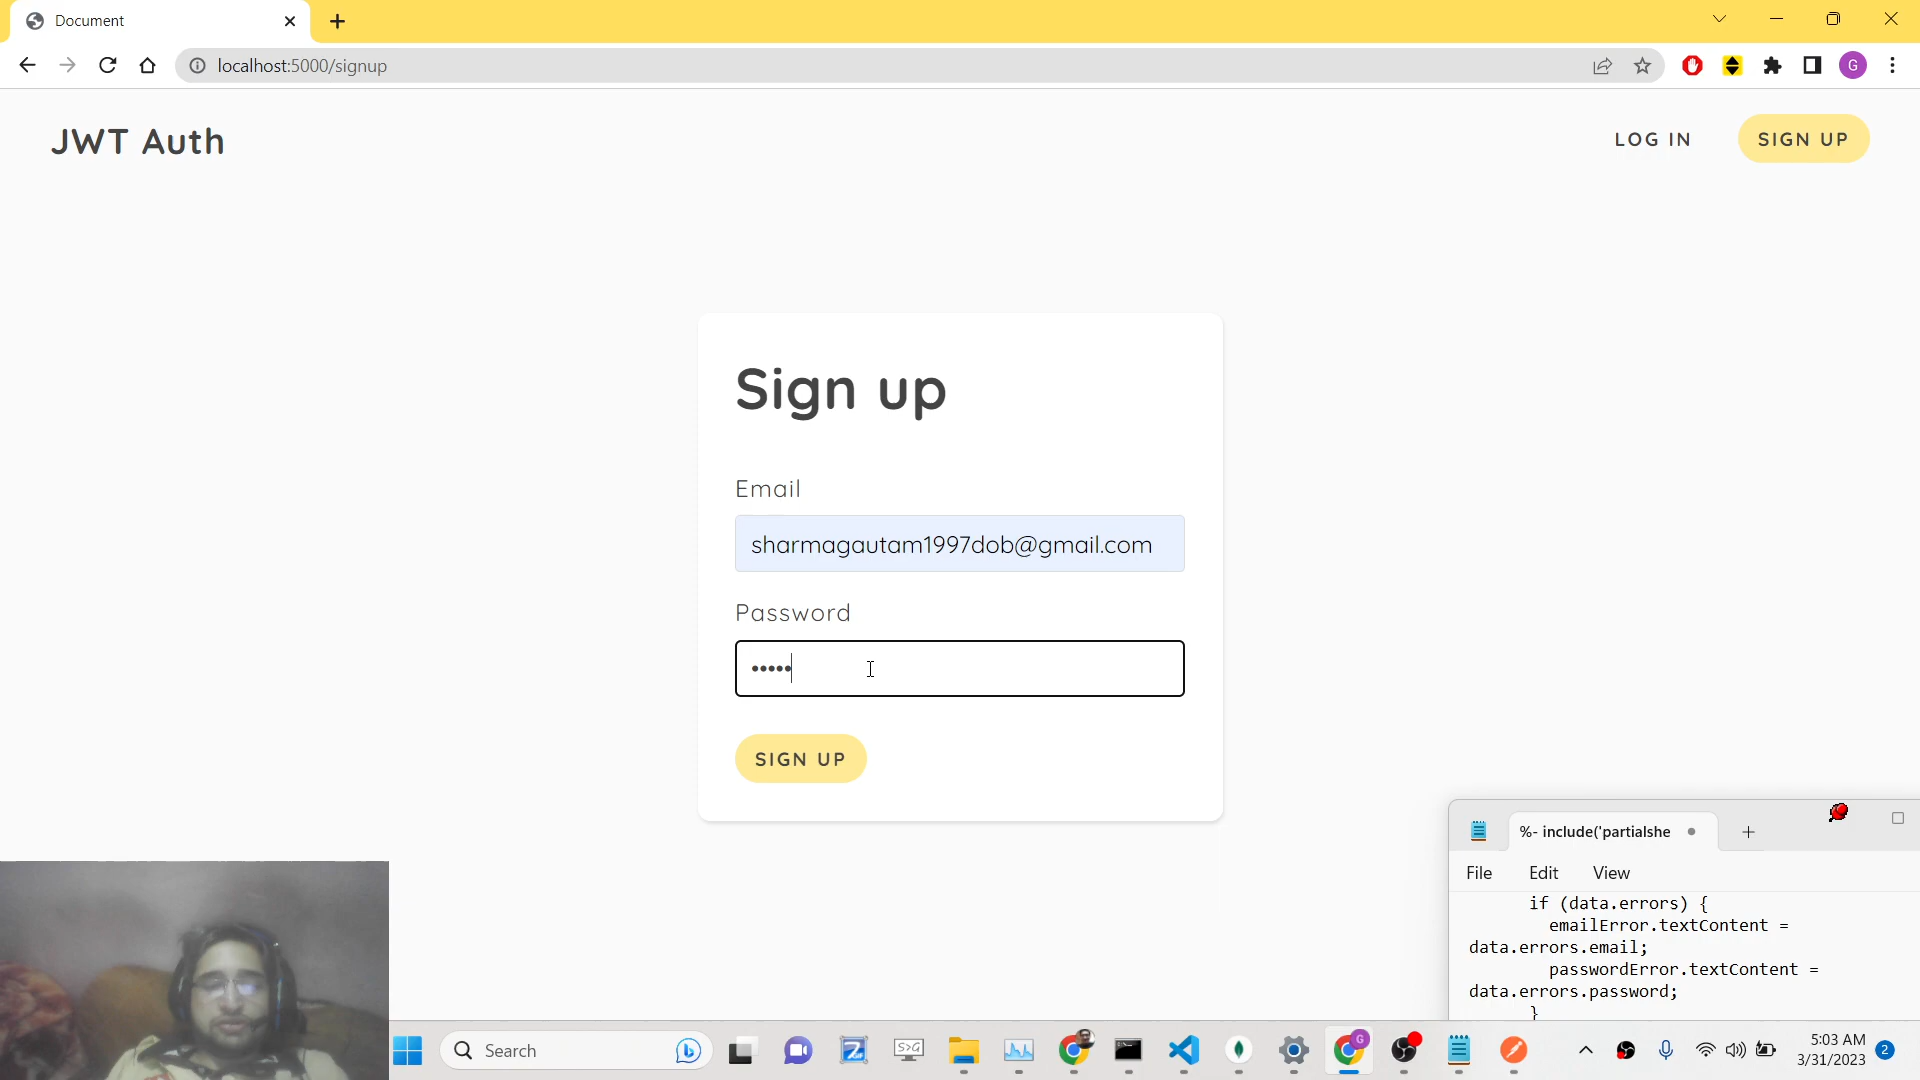 Document
localhost:5000/signup
G
JWT Auth
LOG IN
SIGN UP
Sign up
Email
sharmagautam1997dob@gmail.com
Password
•••••
SIGN UP
%- include('partialshe
File Edit View
if (data.errors) {
emailError.textContent =
data.errors.email;
passwordError.textContent =
data.errors.password;
}
Search
S>G
G
5:03 AM
3/31/2023
2